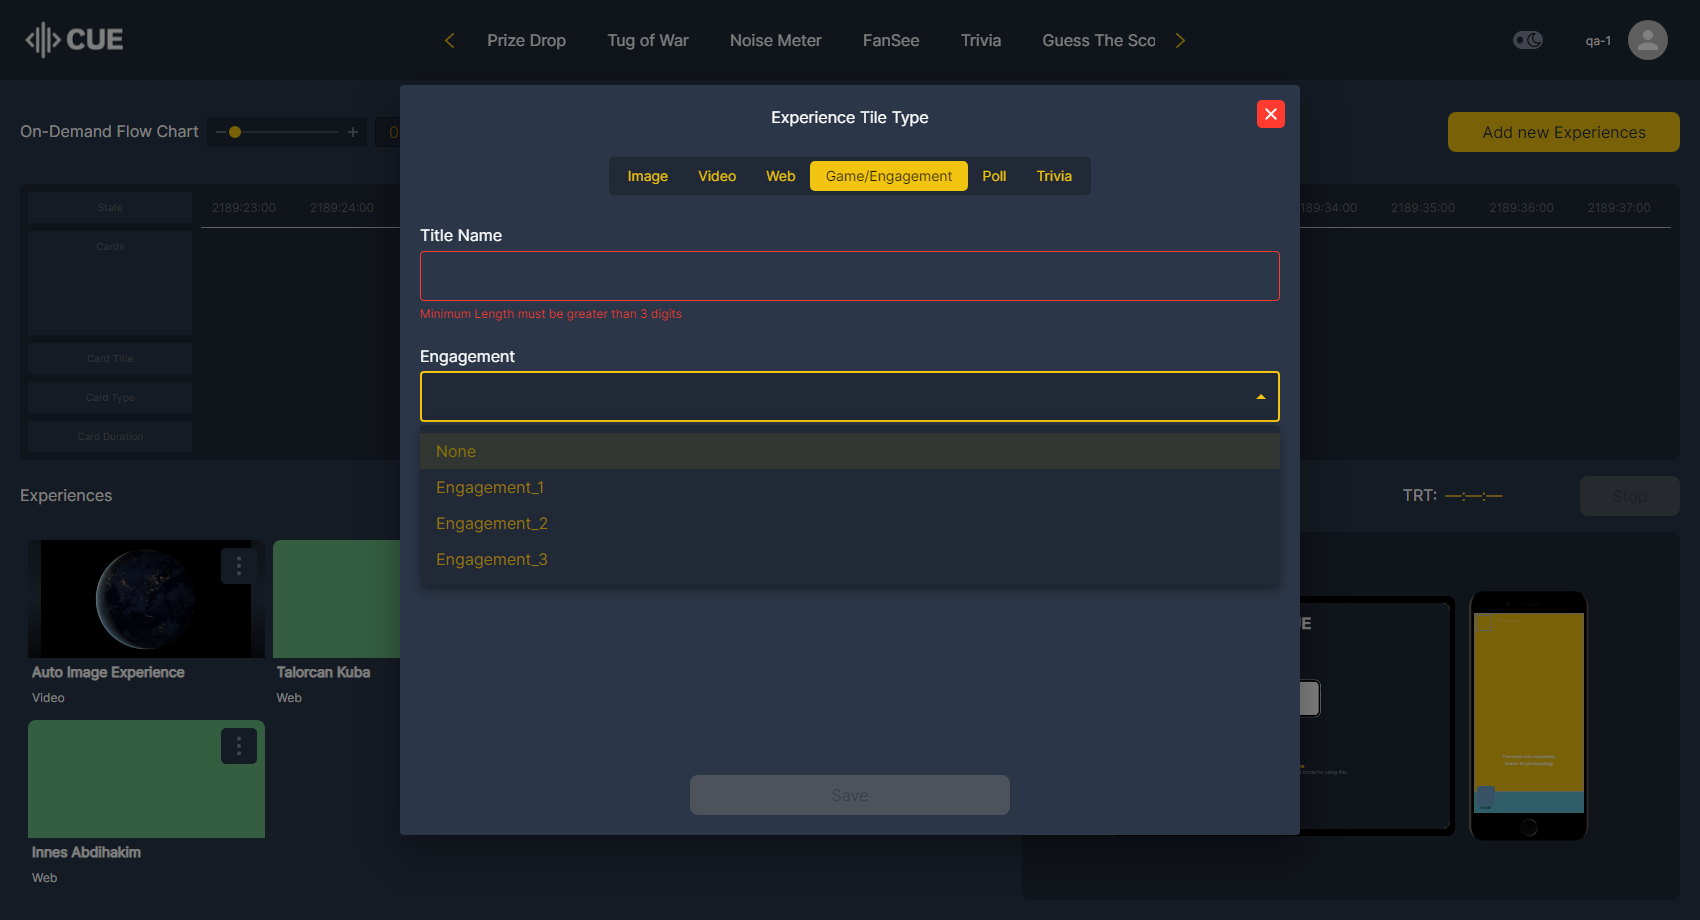 CUE
Prize Drop
Tug of War
Noise Meter
FanSee
Trivia
Guess The Sco
qa-1
Experience Tile Type
On-Demand Flow Chart
0
Add new Experiences
Image
Video
Web
Game/Engagement
Poll
Trivia
State
2189:23:00
2189:24:00
189:34:00
2189:35:00
2189:36:00
2189:37:00
Title Name
Cards
Minimum Length must be greater than 3 digits
Card Title
Engagement
Card Type
Card Duration
None
Engagement_1
Engagement_2
Engagement_3
Experiences
TRT: —:—:—
Stop
Auto Image Experience
Video
Talorcan Kuba
Web
UE
Save
Innes Abdihakim
Web